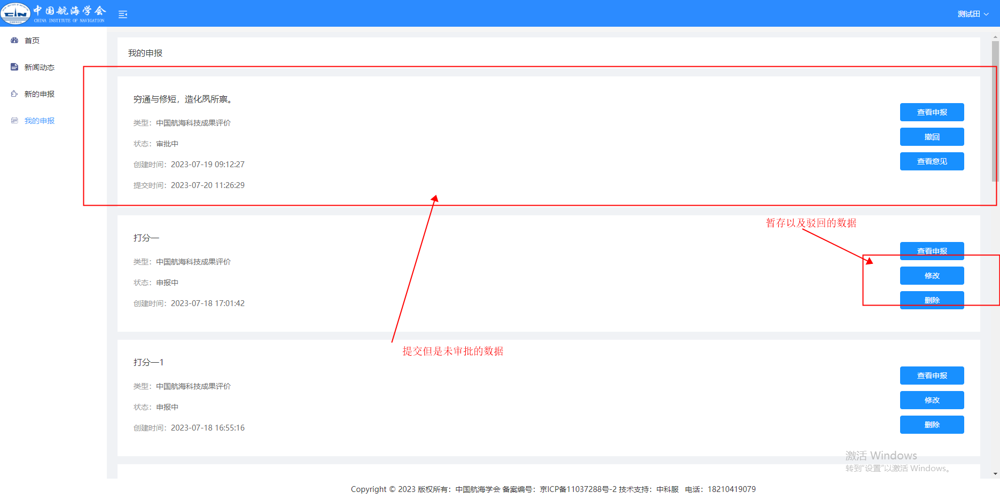 中国航海学会
CHINA INSTITUTE OF NAVIGATION
测试田
首页
新闻动态
新的申报
我的申报
我的申报
穷通与修短，造化夙所禀。
类型：中国航海科技成果评价
状态：审批中
创建时间：2023-07-19 09:12:27
提交时间：2023-07-20 11:26:29
查看申报
撤回
查看意见
暂存以及驳回的数据
打分一
类型：中国航海科技成果评价
状态：申报中
创建时间：2023-07-18 17:01:42
查看申报
修改
删除
提交但是未审批的数据
打分一1
类型：中国航海科技成果评价
状态：申报中
创建时间：2023-07-18 16:55:16
查看申报
修改
删除
激活 Windows
转到“设置”以激活 Windows。
Copyright © 2023 版权所有：中国航海学会 备案编号：京ICP备11037288号-2 技术支持：中科服 电话：18210419079